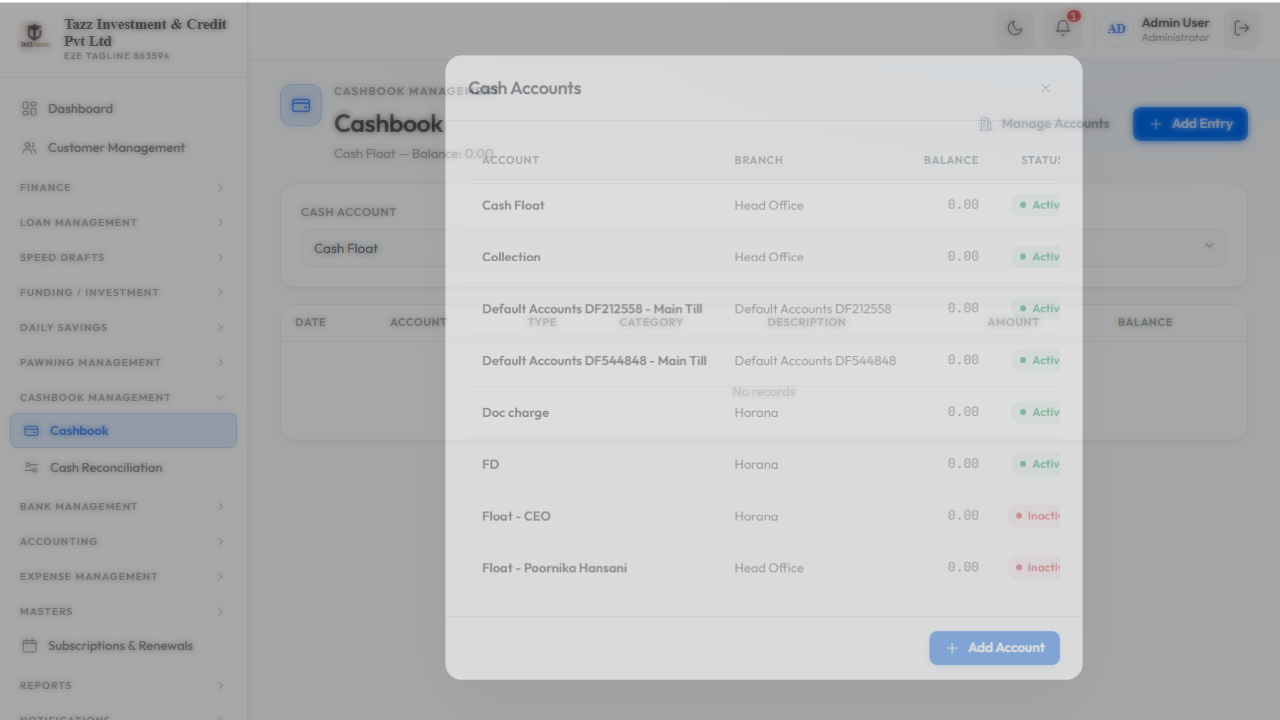 Tazz Investment & Credit
Pvt Ltd
E2E TAGLINE 863594
Dashboard
Customer Management
FINANCE
LOAN MANAGEMENT
SPEED DRAFTS
FUNDING / INVESTMENT
DAILY SAVINGS
PAWNING MANAGEMENT
CASHBOOK MANAGEMENT
Cashbook
Cash Reconciliation
BANK MANAGEMENT
ACCOUNTING
EXPENSE MANAGEMENT
MASTERS
Subscriptions & Renewals
REPORTS
NOTIFICATIONS
1
AD
Admin User
Administrator
CASHBOOK MANAGEMENT
Cashbook
Cash Float — Balance: 0.00
Manage Accounts
Add Entry
CASH ACCOUNT
Cash Float
DATE ACCOUNT TYPE CATEGORY DESCRIPTION AMOUNT BALANCE
No records
Cash Accounts
ACCOUNT BRANCH BALANCE STATUS
Cash Float Head Office 0.00 Activ
Collection Head Office 0.00 Activ
Default Accounts DF212558 - Main Till Default Accounts DF212558 0.00 Activ
Default Accounts DF544848 - Main Till Default Accounts DF544848 0.00 Activ
Doc charge Horana 0.00 Activ
FD Horana 0.00 Activ
Float - CEO Horana 0.00 Inactiv
Float - Poornika Hansani Head Office 0.00 Inactiv
Add Account